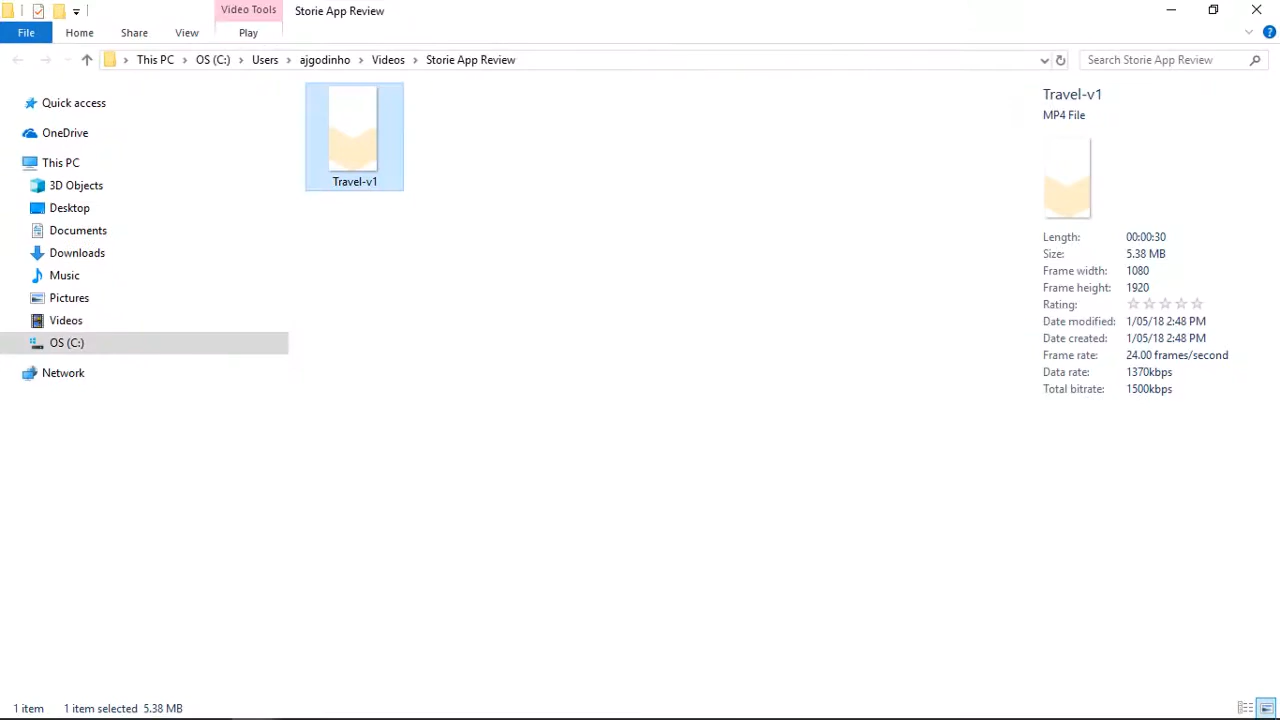 Video Tools Storie App Review
File Home Share View Play
This PC OS (C:) Users ajgodinho Videos Storie App Review Search Storie App Review
Quick access
OneDrive
This PC
3D Objects
Desktop
Documents
Downloads
Music
Pictures
Videos
OS (C:)
Network
Travel-v1
Travel-v1
MP4 File
Length: 00:00:30
Size: 5.38 MB
Frame width: 1080
Frame height: 1920
Rating:
Date modified: 1/05/18 2:48 PM
Date created: 1/05/18 2:48 PM
Frame rate: 24.00 frames/second
Data rate: 1370kbps
Total bitrate: 1500kbps
1 item 1 item selected 5.38 MB